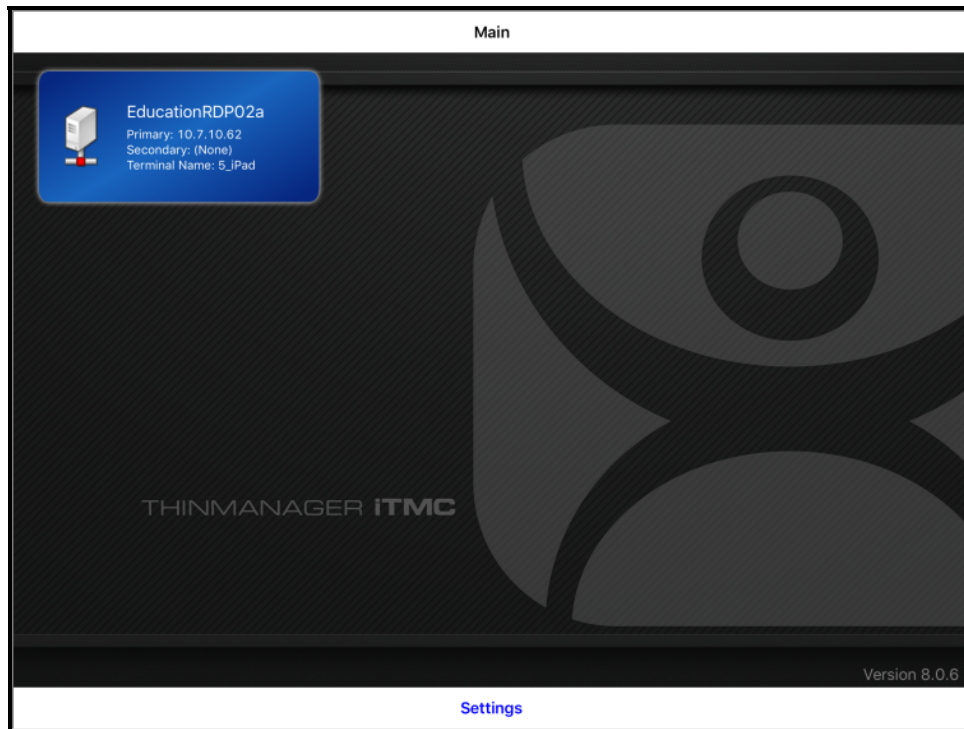 Main
EducationRDP02a
Primary: 10.7.10.62
Secondary: (None)
Terminal Name: 5_iPad
THINMANAGER iTMC
Version 8.0.6
Settings